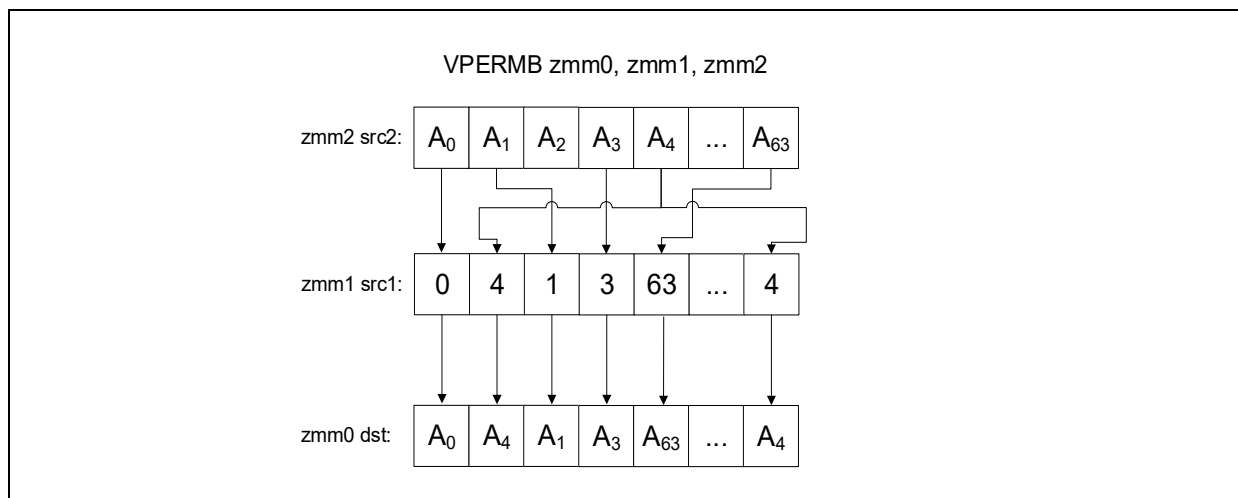 VPERMB zmm0, zmm1, zmm2
zmm2 src2: A₀ A₁ A₂ A₃ A₄ ... A₆₃
zmm1 src1: 0 4 1 3 63 ... 4
zmm0 dst: A₀ A₄ A₁ A₃ A₆₃ ... A₄